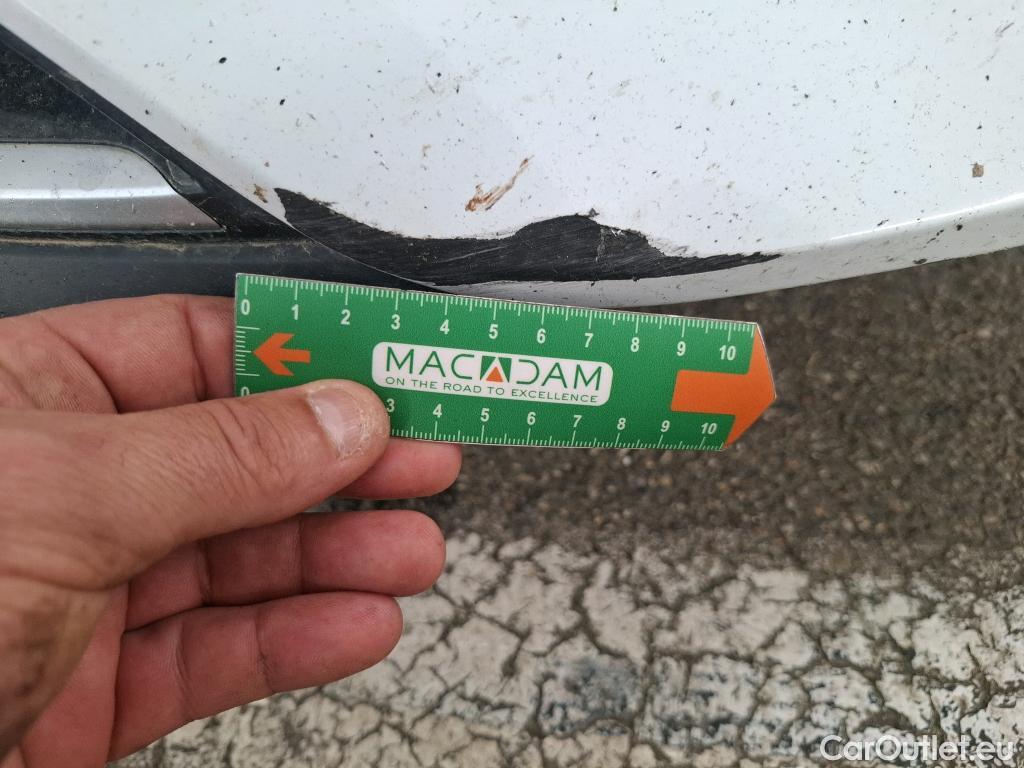 0 1 2 3 4 5 6 7 8 9 10
MACADAM
ON THE ROAD TO EXCELLENCE
0 3 4 5 6 7 8 9 10
CarOutlet.eu